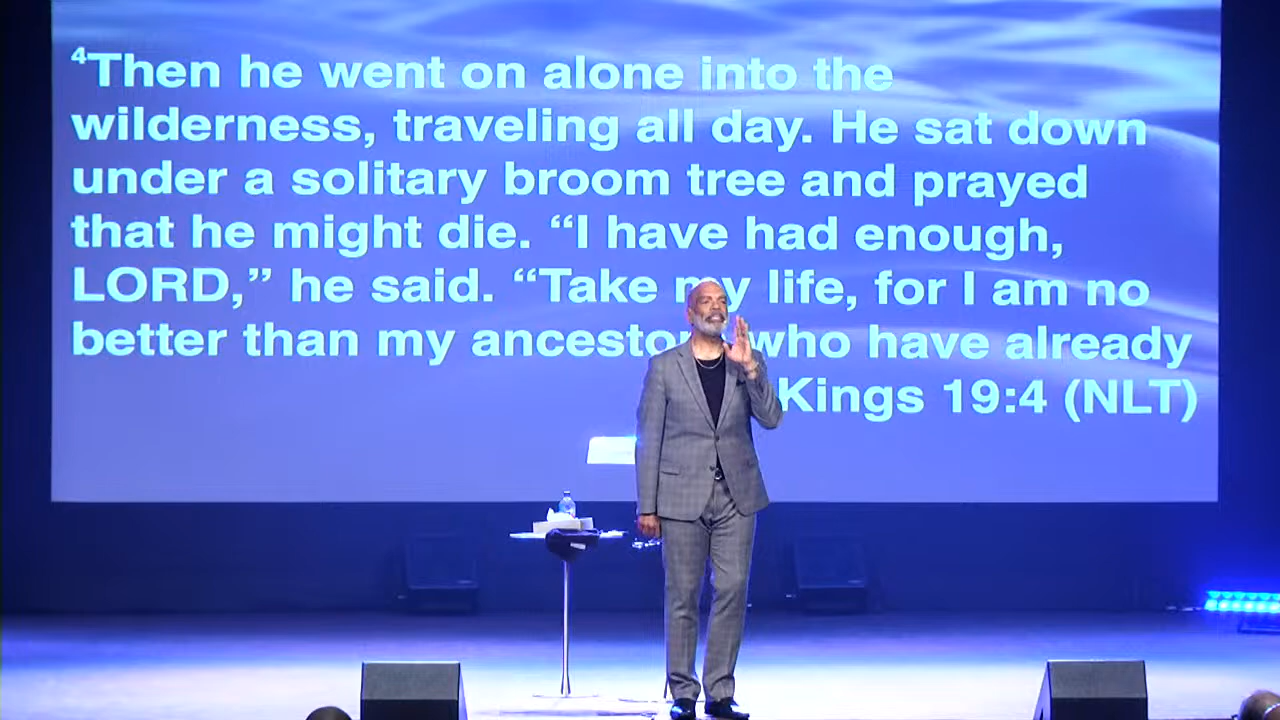 ⁴Then he went on alone into the
wilderness, traveling all day. He sat down
under a solitary broom tree and prayed
that he might die. “I have had enough,
LORD,” he said. “Take my life, for I am no
better than my ancestor who have already
Kings 19:4 (NLT)